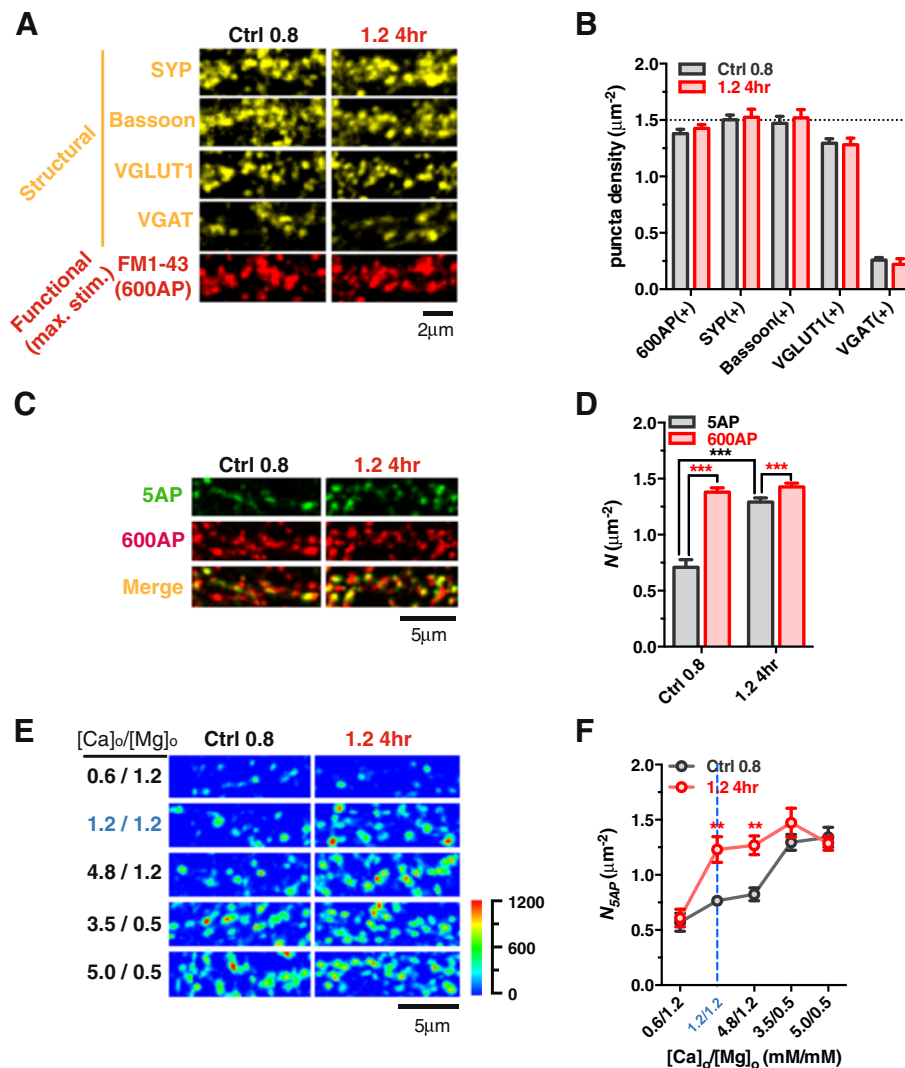 A
Ctrl 0.8
1.2 4hr
Structural
SYP
Bassoon
VGLUT1
VGAT
Functional
(max. stim.)
FM1-43
(600AP)
2μm
B
Ctrl 0.8
1.2 4hr
puncta density (μm-2)
2.0
1.5
1.0
0.5
0.0
600AP(+)
SYP(+)
Bassoon(+)
VGLUT1(+)
VGAT(+)
C
Ctrl 0.8
1.2 4hr
5AP
600AP
Merge
5μm
D
5AP
600AP
N (μm-2)
2.0
1.5
1.0
0.5
0.0
***
***
***
Ctrl 0.8
1.2 4hr
E
[Ca]o/[Mg]o
Ctrl 0.8
1.2 4hr
0.6 / 1.2
1.2 / 1.2
4.8 / 1.2
3.5 / 0.5
5.0 / 0.5
1200
600
0
5μm
F
Ctrl 0.8
1.2 4hr
N5AP (μm-2)
2.0
1.5
1.0
0.5
0.0
**
**
0.6/1.2
1.2/1.2
4.8/1.2
3.5/0.5
5.0/0.5
[Ca]o/[Mg]o (mM/mM)